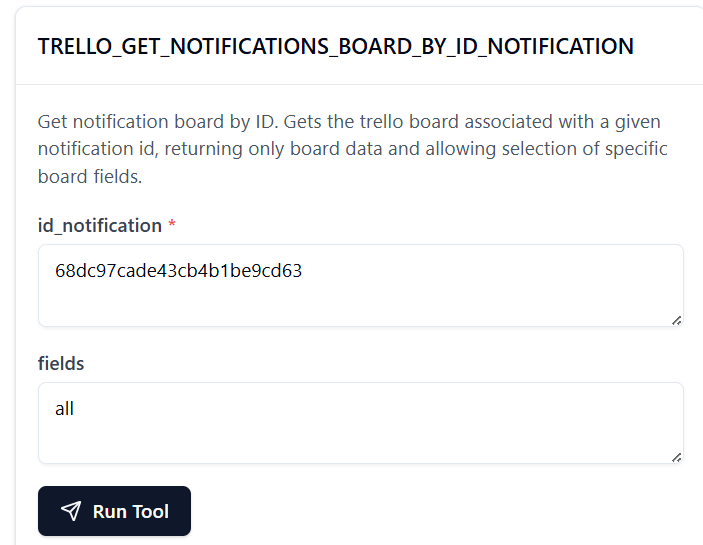 TRELLO_GET_NOTIFICATIONS_BOARD_BY_ID_NOTIFICATION
Get notification board by ID. Gets the trello board associated with a given
notification id, returning only board data and allowing selection of specific
board fields.
id_notification *
68dc97cade43cb4b1be9cd63
fields
all
Run Tool